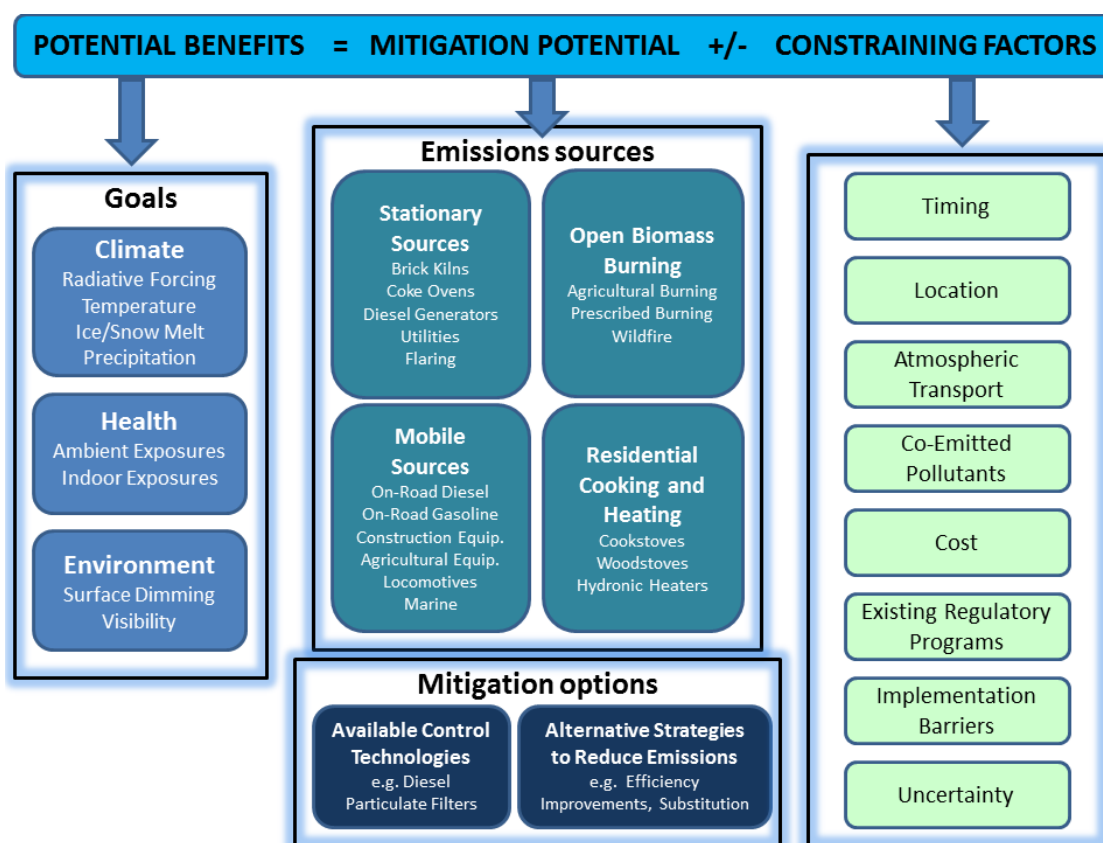 POTENTIAL BENEFITS = MITIGATION POTENTIAL +/- CONSTRAINING FACTORS
Goals
Climate
Radiative Forcing
Temperature
Ice/Snow Melt
Precipitation
Health
Ambient Exposures
Indoor Exposures
Environment
Surface Dimming
Visibility
Emissions sources
Stationary
Sources
Brick Kilns
Coke Ovens
Diesel Generators
Utilities
Flaring
Open Biomass
Burning
Agricultural Burning
Prescribed Burning
Wildfire
Mobile
Sources
On-Road Diesel
On-Road Gasoline
Construction Equip.
Agricultural Equip.
Locomotives
Marine
Residential
Cooking and
Heating
Cookstoves
Woodstoves
Hydronic Heaters
Mitigation options
Available Control
Technologies
e.g. Diesel
Particulate Filters
Alternative Strategies
to Reduce Emissions
e.g. Efficiency
Improvements, Substitution
Timing
Location
Atmospheric
Transport
Co-Emitted
Pollutants
Cost
Existing Regulatory
Programs
Implementation
Barriers
Uncertainty